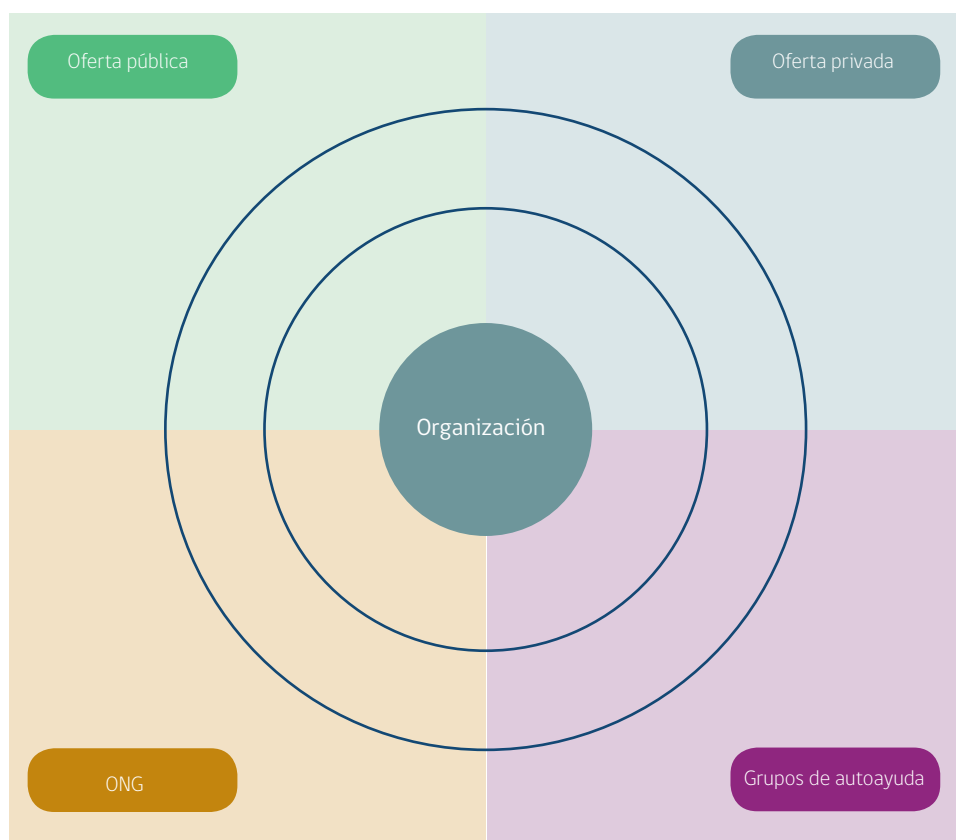 Oferta pública
Oferta privada
Organización
ONG
Grupos de autoayuda